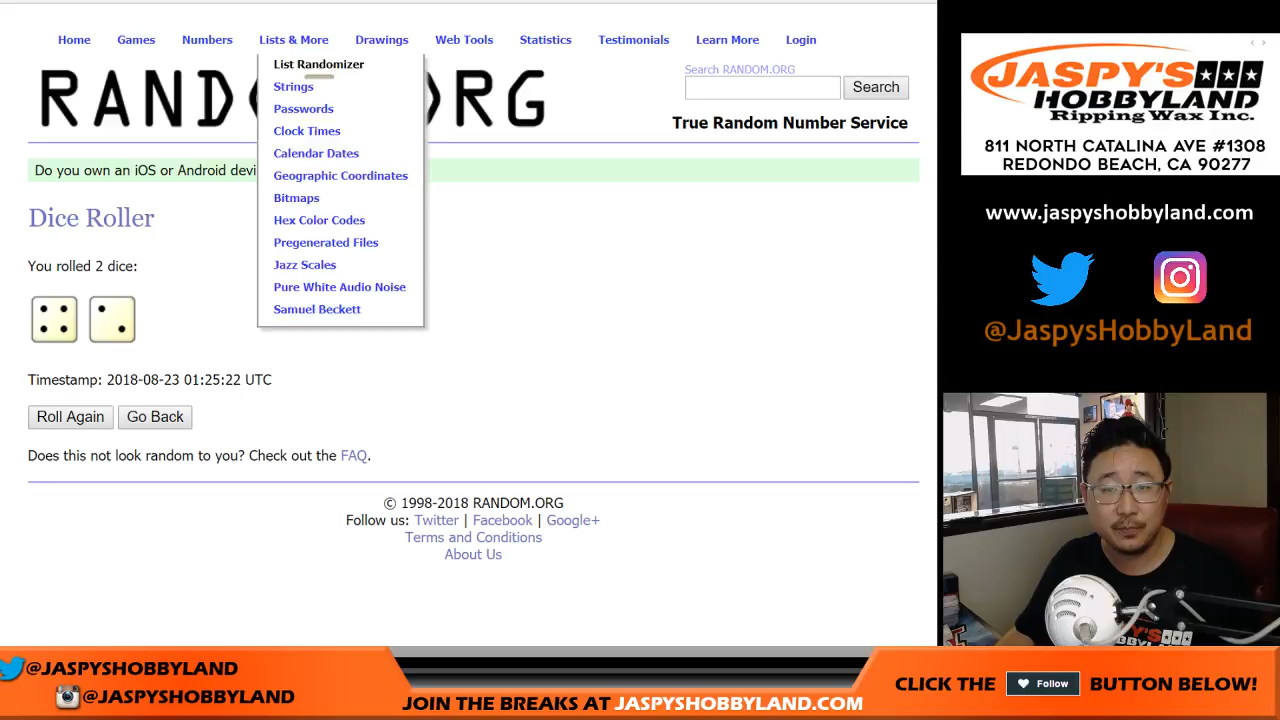 Home Games Numbers Lists & More Drawings Web Tools Statistics Testimonials Learn More Login
List Randomizer
Strings
Passwords
Clock Times
Calendar Dates
Geographic Coordinates
Bitmaps
Hex Color Codes
Pregenerated Files
Jazz Scales
Pure White Audio Noise
Samuel Beckett
Search RANDOM.ORG
Search
True Random Number Service
Do you own an iOS or Android devi
Dice Roller
You rolled 2 dice:
Timestamp: 2018-08-23 01:25:22 UTC
Roll Again Go Back
Does this not look random to you? Check out the FAQ.
© 1998-2018 RANDOM.ORG
Follow us: Twitter | Facebook | Google+
Terms and Conditions
About Us
JASPY'S
HOBBYLAND
Ripping Wax Inc.
811 NORTH CATALINA AVE #1308
REDONDO BEACH, CA 90277
www.jaspyshobbyland.com
@JaspysHobbyLand
@JASPYSHOBBYLAND
@JASPYSHOBBYLAND
JOIN THE BREAKS AT JASPYSHOBBYLAND.COM
CLICK THE Follow BUTTON BELOW!